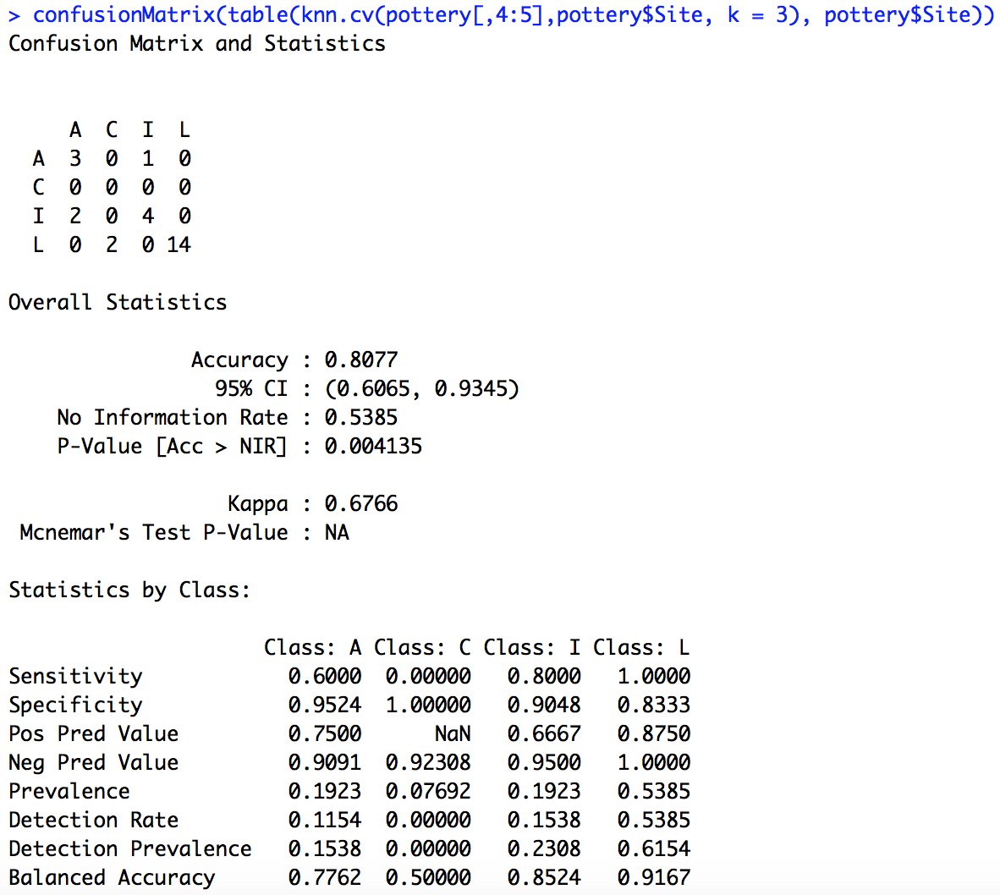 > confusionMatrix(table(knn.cv(pottery[,4:5],pottery$Site, k = 3), pottery$Site))
Confusion Matrix and Statistics
A C I L
A 3 0 1 0
C 0 0 0 0
I 2 0 4 0
L 0 2 0 14
Overall Statistics
Accuracy : 0.8077
95% CI : (0.6065, 0.9345)
No Information Rate : 0.5385
P-Value [Acc > NIR] : 0.004135
Kappa : 0.6766
Mcnemar's Test P-Value : NA
Statistics by Class:
Class: A Class: C Class: I Class: L
Sensitivity 0.6000 0.00000 0.8000 1.0000
Specificity 0.9524 1.00000 0.9048 0.8333
Pos Pred Value 0.7500 NaN 0.6667 0.8750
Neg Pred Value 0.9091 0.92308 0.9500 1.0000
Prevalence 0.1923 0.07692 0.1923 0.5385
Detection Rate 0.1154 0.00000 0.1538 0.5385
Detection Prevalence 0.1538 0.00000 0.2308 0.6154
Balanced Accuracy 0.7762 0.50000 0.8524 0.9167